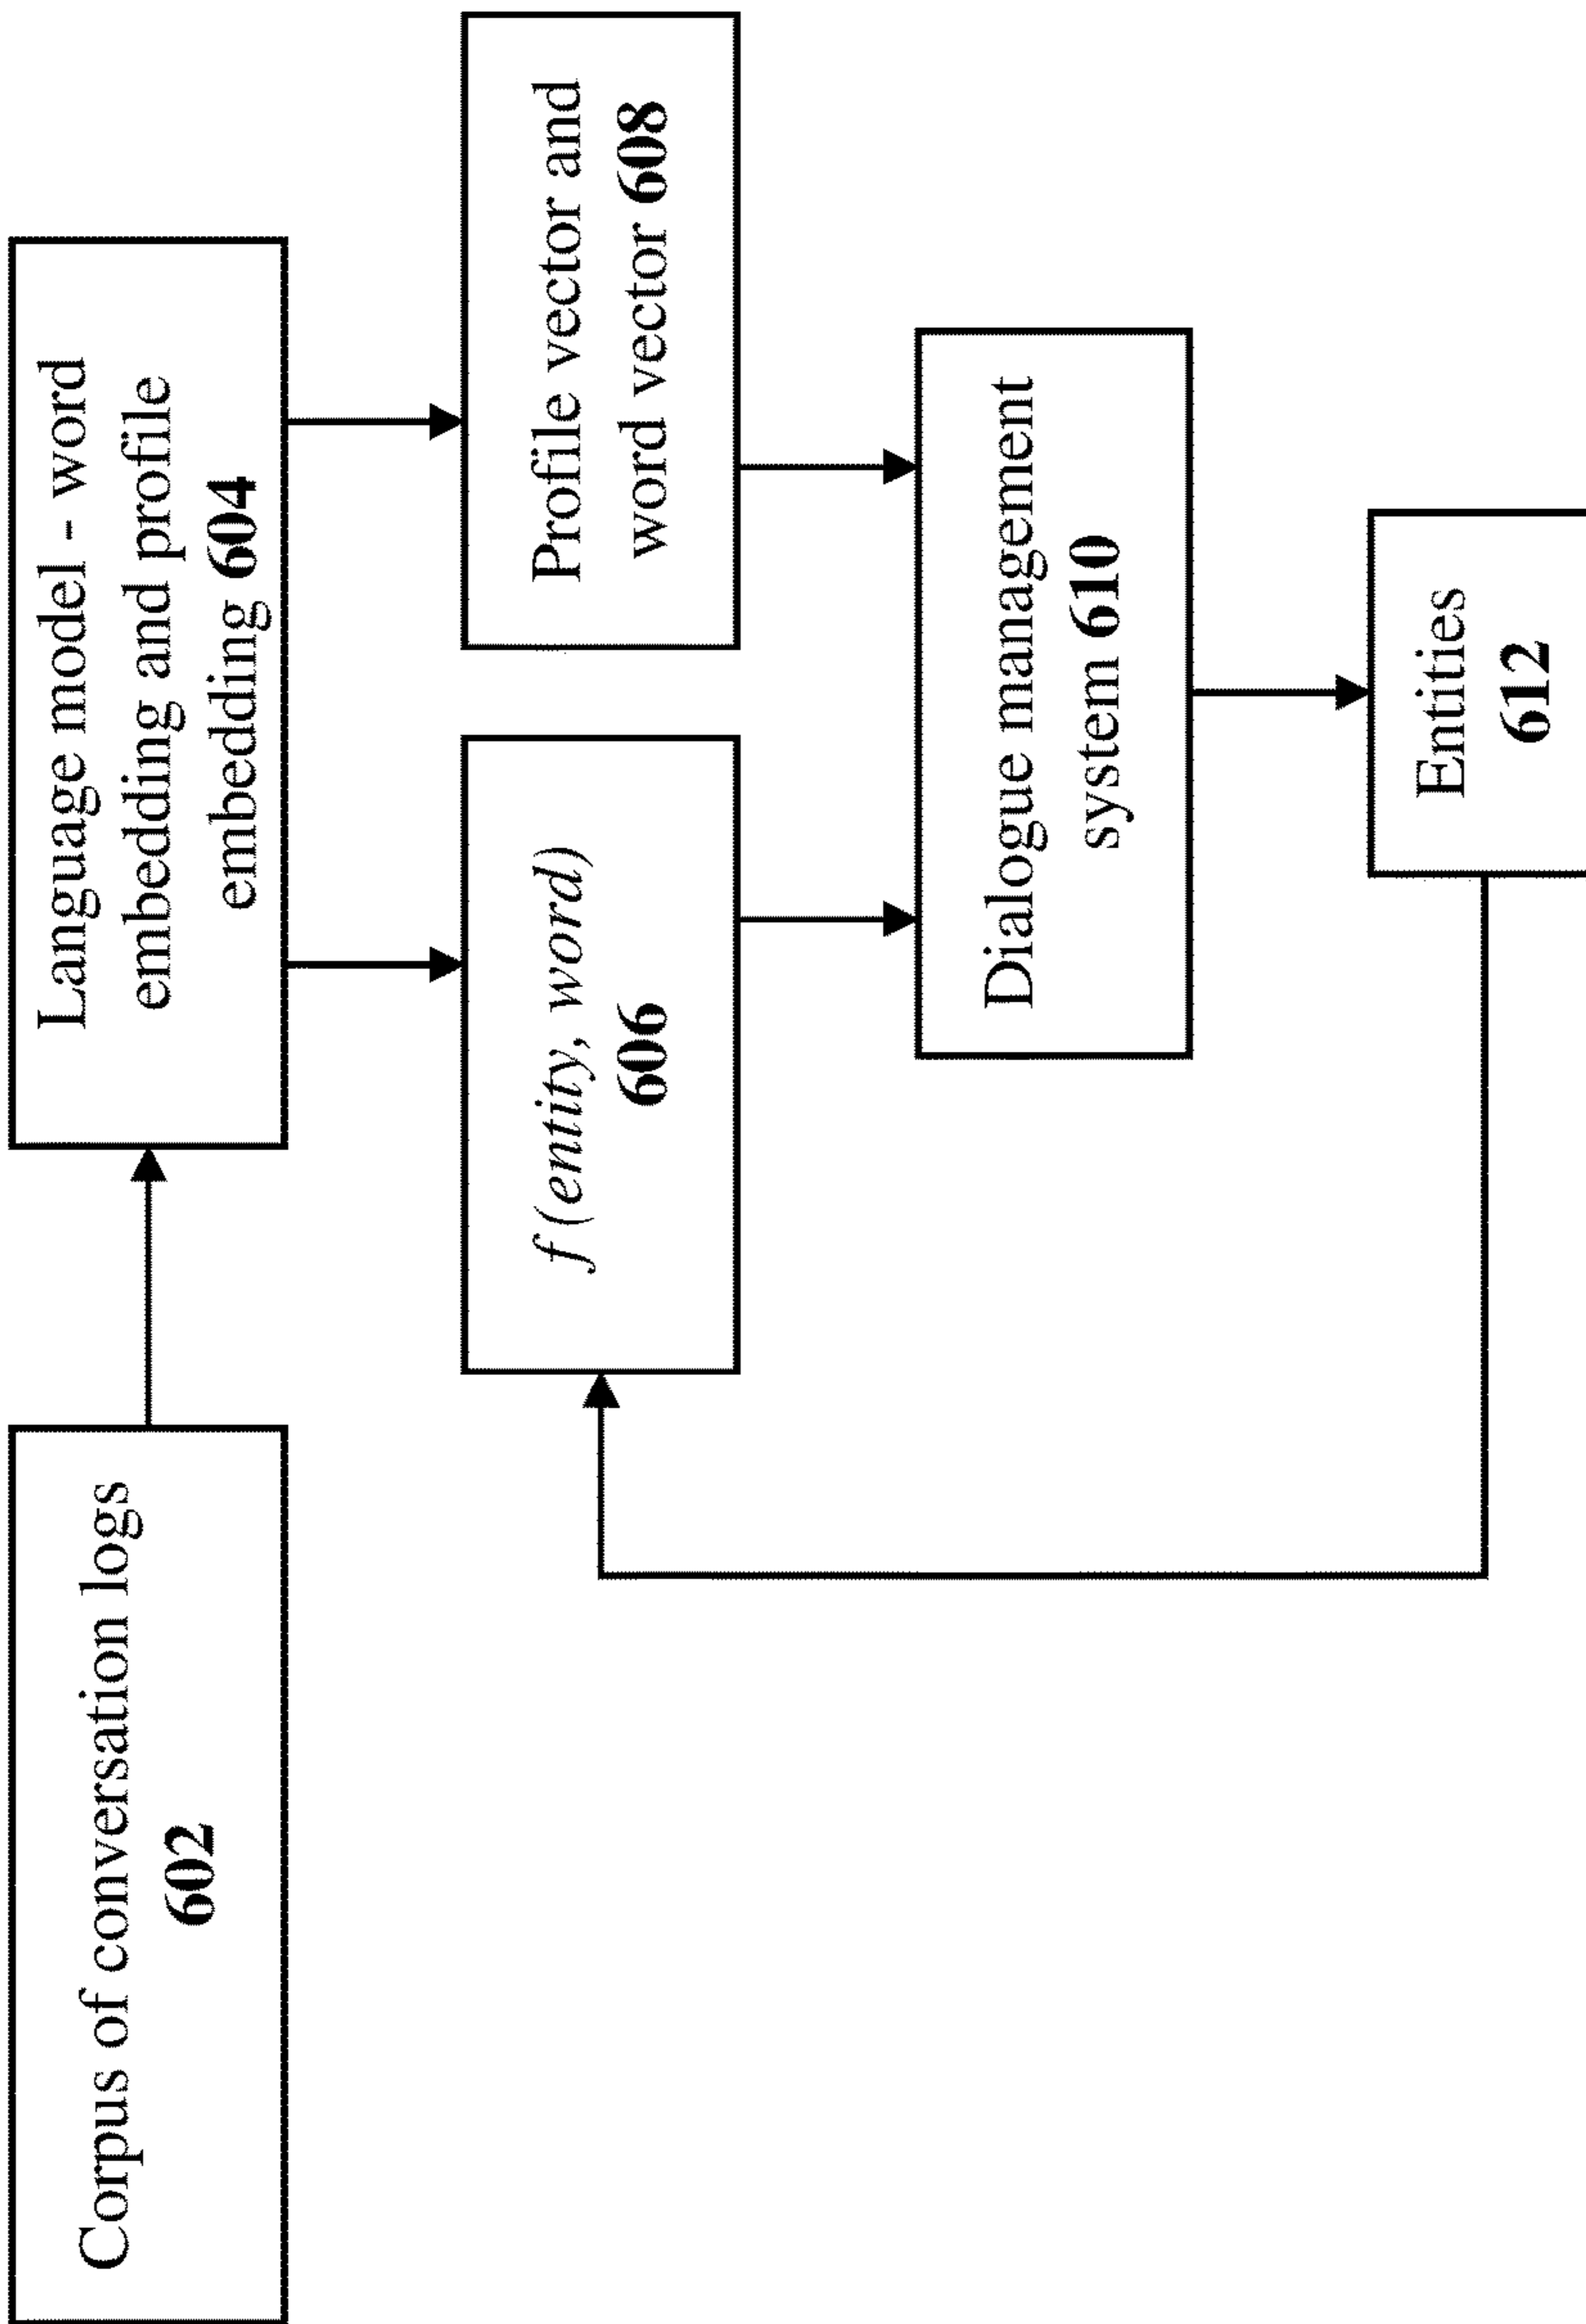 Corpus of conversation logs
602
Language model - word
embedding and profile
embedding 604
f (entity, word)
606
Profile vector and
word vector 608
Dialogue management
system 610
Entities
612